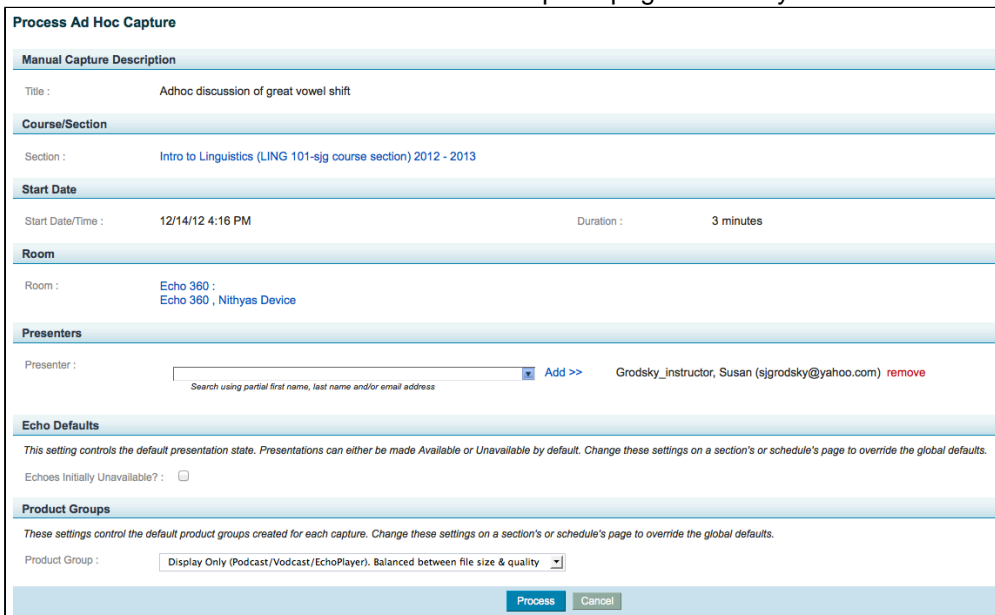 Process Ad Hoc Capture
Manual Capture Description
Title : Adhoc discussion of great vowel shift
Course/Section
Section : Intro to Linguistics (LING 101-sjg course section) 2012 - 2013
Start Date
Start Date/Time : 12/14/12 4:16 PM Duration : 3 minutes
Room
Room : Echo 360 :
Echo 360 , Nithyas Device
Presenters
Presenter : Add >> Grodsky_instructor, Susan (sjgrodsky@yahoo.com) remove
Search using partial first name, last name and/or email address
Echo Defaults
This setting controls the default presentation state. Presentations can either be made Available or Unavailable by default. Change these settings on a section's or schedule's page to override the global defaults.
Echoes Initially Unavailable? :
Product Groups
These settings control the default product groups created for each capture. Change these settings on a section's or schedule's page to override the global defaults.
Product Group : Display Only (Podcast/Vodcast/EchoPlayer). Balanced between file size & quality
Process Cancel